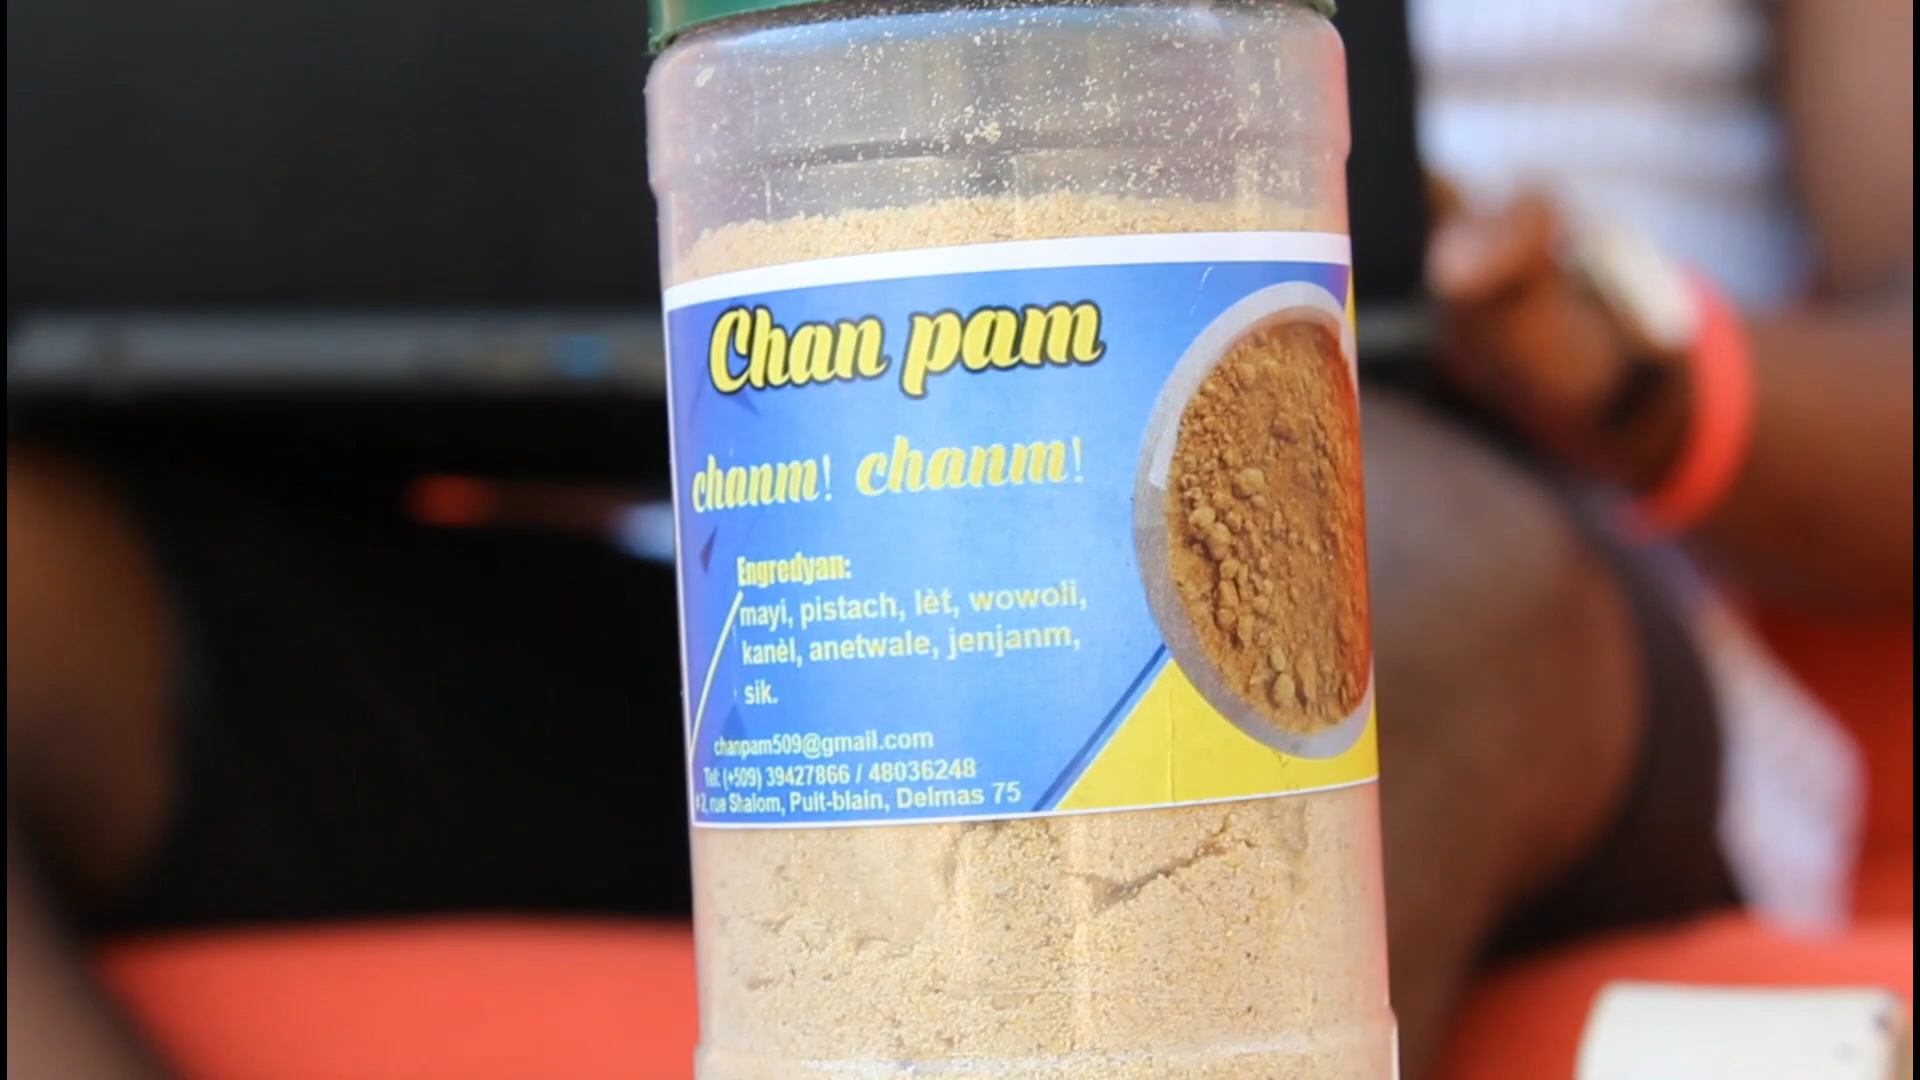 Chan pam
chanm! chanm!
Engredyan:
mayi, pistach, lèt, wowoli,
kanèl, anetwale, jenjanm,
sik.
chanpam509@gmail.com
Tel: (+509) 39427866 / 48036248
#2, rue Shalom, Puit-blain, Delmas 75